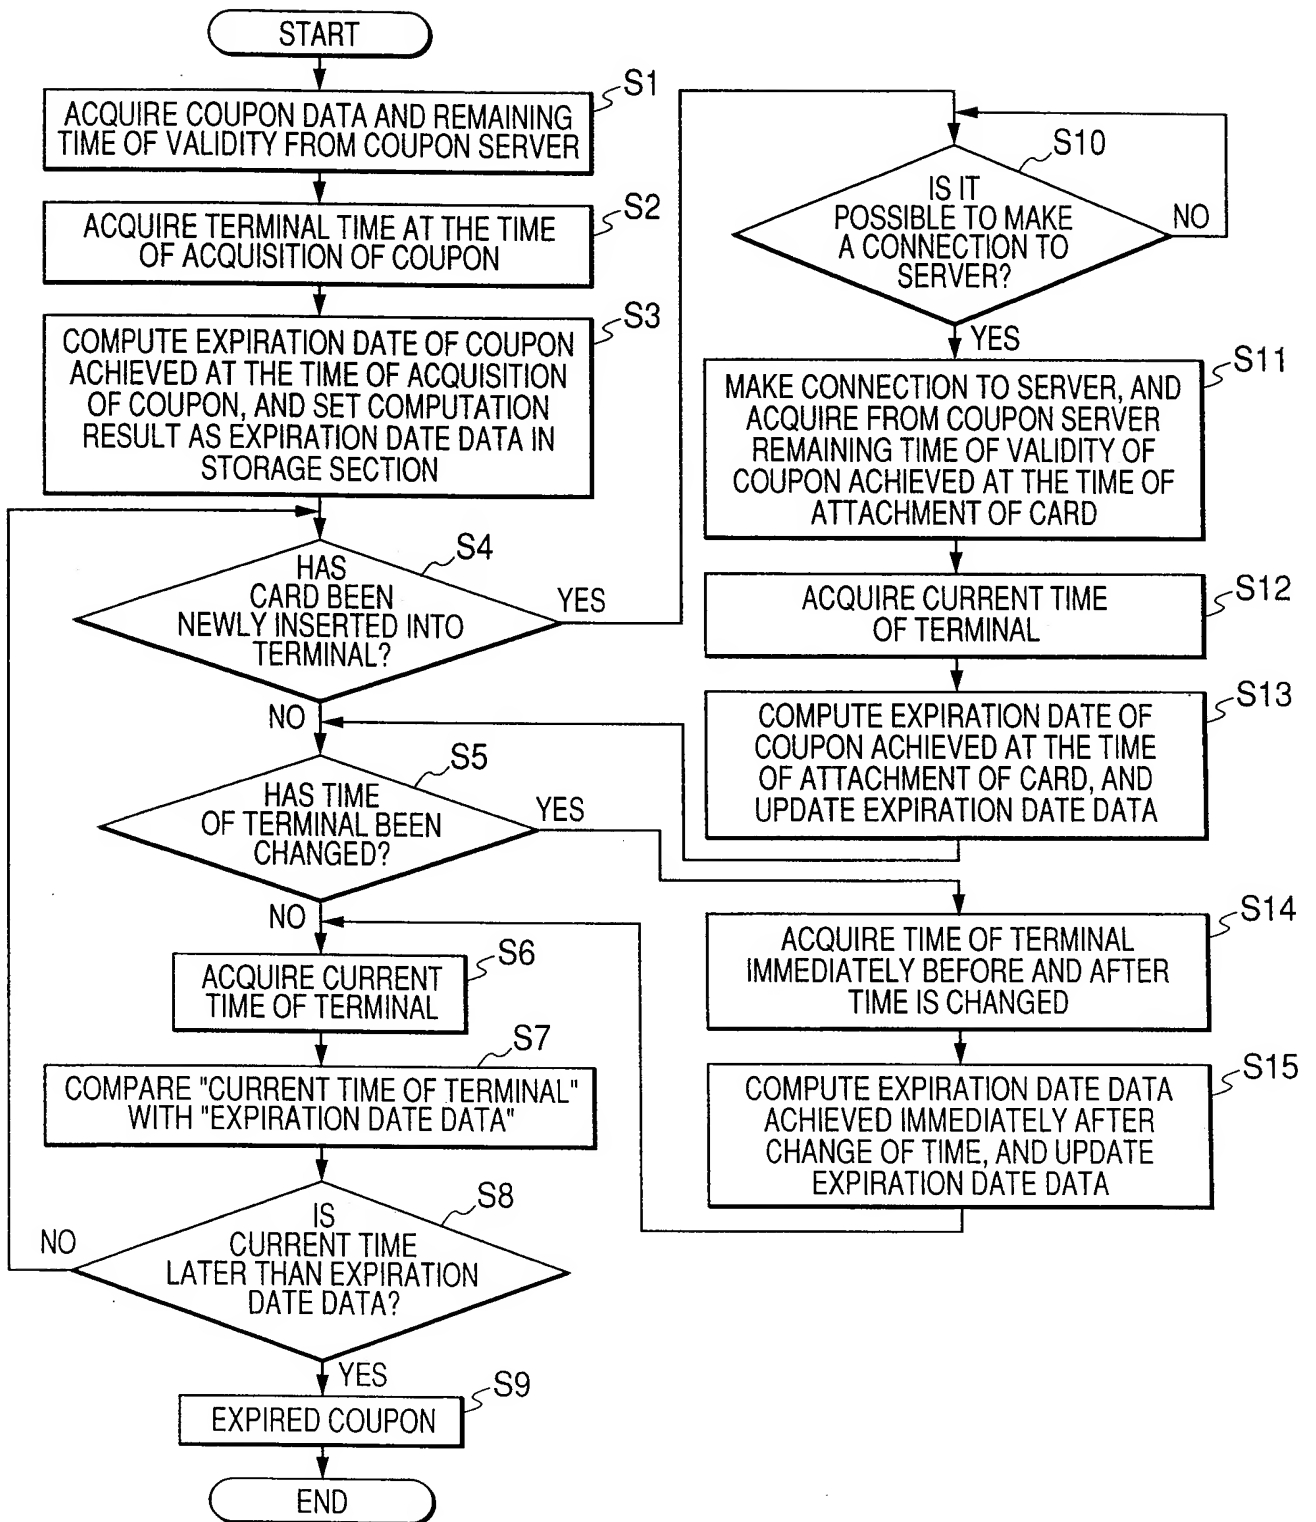 START
S1
ACQUIRE COUPON DATA AND REMAINING
TIME OF VALIDITY FROM COUPON SERVER
S2
ACQUIRE TERMINAL TIME AT THE TIME
OF ACQUISITION OF COUPON
S3
COMPUTE EXPIRATION DATE OF COUPON
ACHIEVED AT THE TIME OF ACQUISITION
OF COUPON, AND SET COMPUTATION
RESULT AS EXPIRATION DATE DATA IN
STORAGE SECTION
S4
HAS
CARD BEEN
NEWLY INSERTED INTO
TERMINAL?
YES
NO
S5
HAS TIME
OF TERMINAL BEEN
CHANGED?
YES
NO
S6
ACQUIRE CURRENT
TIME OF TERMINAL
S7
COMPARE "CURRENT TIME OF TERMINAL"
WITH "EXPIRATION DATE DATA"
S8
IS
CURRENT TIME
LATER THAN EXPIRATION
DATE DATA?
NO
YES
S9
EXPIRED COUPON
END
S10
IS IT
POSSIBLE TO MAKE
A CONNECTION TO
SERVER?
NO
YES
S11
MAKE CONNECTION TO SERVER, AND
ACQUIRE FROM COUPON SERVER
REMAINING TIME OF VALIDITY OF
COUPON ACHIEVED AT THE TIME OF
ATTACHMENT OF CARD
S12
ACQUIRE CURRENT TIME
OF TERMINAL
S13
COMPUTE EXPIRATION DATE OF
COUPON ACHIEVED AT THE TIME
OF ATTACHMENT OF CARD, AND
UPDATE EXPIRATION DATE DATA
S14
ACQUIRE TIME OF TERMINAL
IMMEDIATELY BEFORE AND AFTER
TIME IS CHANGED
S15
COMPUTE EXPIRATION DATE DATA
ACHIEVED IMMEDIATELY AFTER
CHANGE OF TIME, AND UPDATE
EXPIRATION DATE DATA